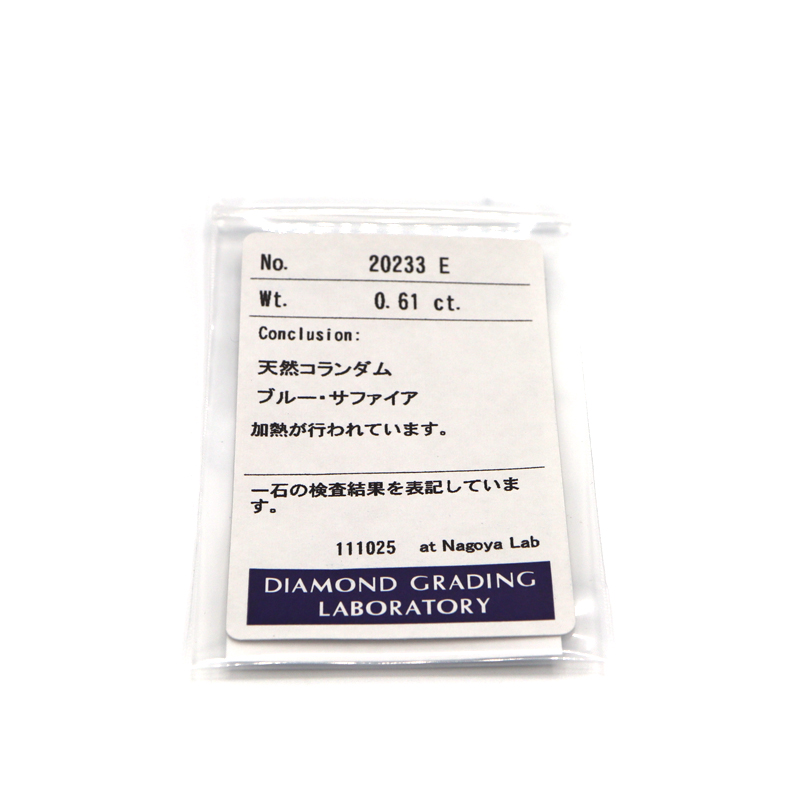 No. 20233 E
Wt. 0.61 ct.
Conclusion:
天然コランダム
ブルー・サファイア
加熱が行われています。
一石の検査結果を表記していま
す。
111025 at Nagoya Lab
DIAMOND GRADING
LABORATORY